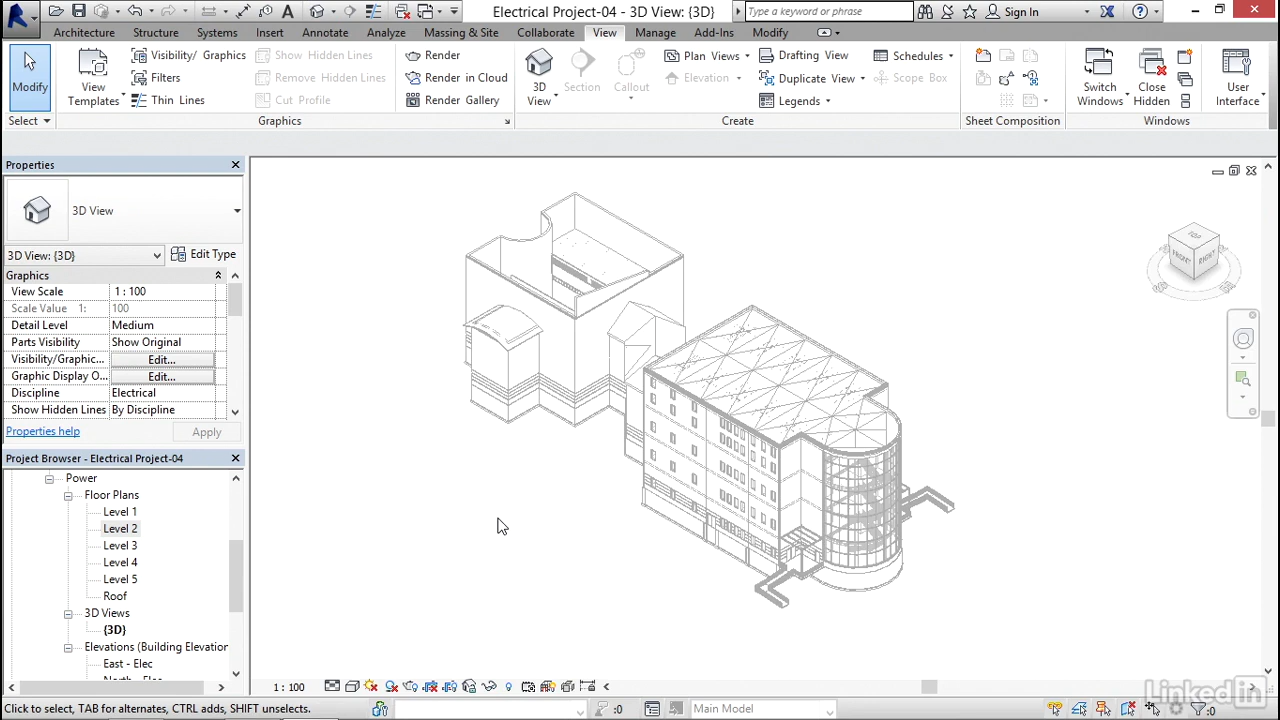 Electrical Project-04 - 3D View: {3D}
Type a keyword or phrase
Sign In
Architecture Structure Systems Insert Annotate Analyze Massing & Site Collaborate View Manage Add-Ins Modify
Modify
Select
View Templates
Visibility/ Graphics
Filters
Thin Lines
Show Hidden Lines
Remove Hidden Lines
Cut Profile
Render
Render in Cloud
Render Gallery
Graphics
3D View
Section
Callout
Plan Views
Elevation
Drafting View
Duplicate View
Legends
Schedules
Scope Box
Create
Sheet Composition
Switch Windows
Close Hidden
User Interface
Windows
Properties
3D View
3D View: {3D}
Edit Type
Graphics
View Scale 1 : 100
Scale Value 1: 100
Detail Level Medium
Parts Visibility Show Original
Visibility/Graphic... Edit...
Graphic Display O... Edit...
Discipline Electrical
Show Hidden Lines By Discipline
Properties help
Apply
Project Browser - Electrical Project-04
Power
Floor Plans
Level 1
Level 2
Level 3
Level 4
Level 5
Roof
3D Views
{3D}
Elevations (Building Elevation
East - Elec
TOP
FRONT
RIGHT
1 : 100
Click to select, TAB for alternates, CTRL adds, SHIFT unselects.
:0
Main Model
:0
Linked in